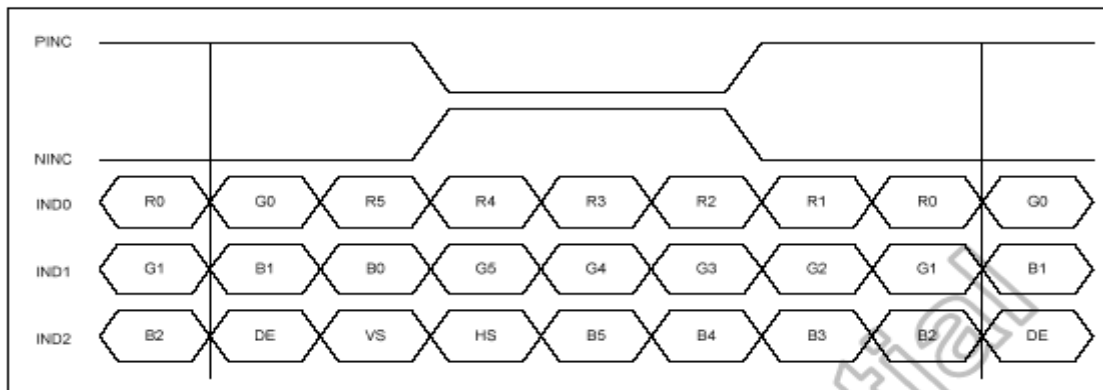 PINC
NINC
IND0 R0 G0 R5 R4 R3 R2 R1 R0 G0
IND1 G1 B1 B0 G5 G4 G3 G2 G1 B1
IND2 B2 DE VS HS B5 B4 B3 B2 DE
tial